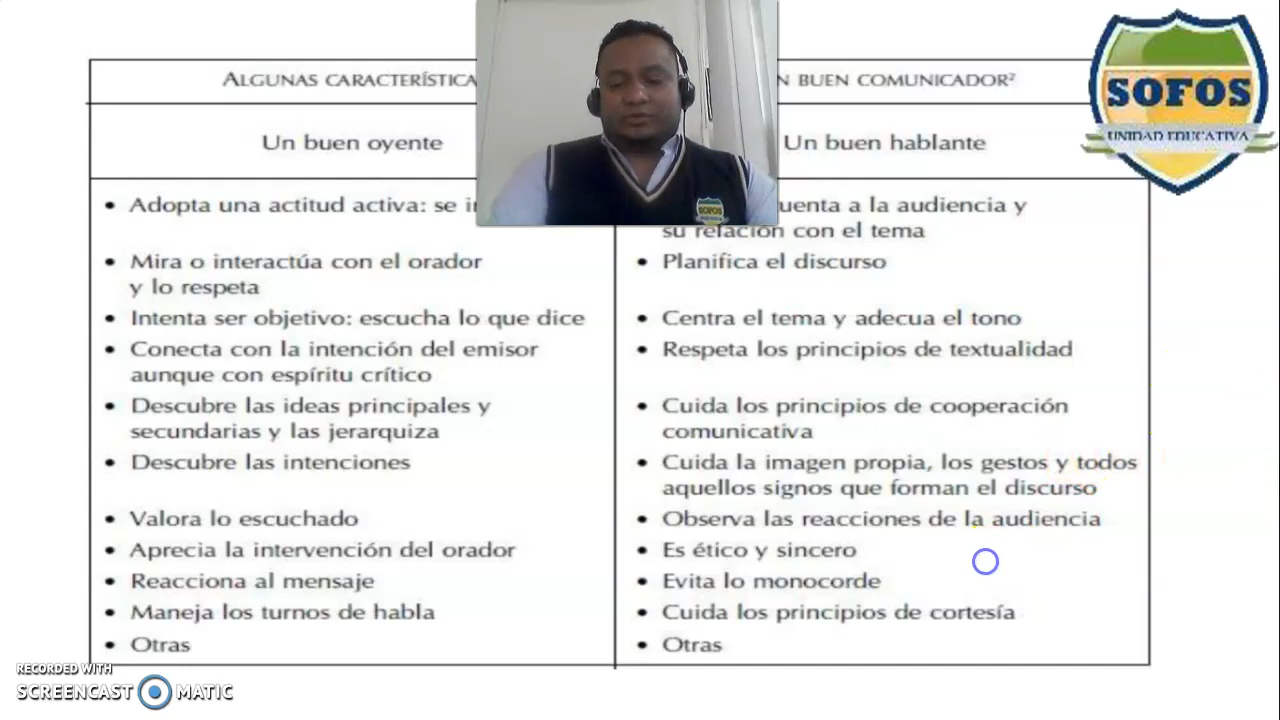 ALGUNAS CARACTERÍSTICA
N BUEN COMUNICADOR²
Un buen oyente
Un buen hablante
• Adopta una actitud activa: se i
• Mira o interactúa con el orador
y lo respeta
• Intenta ser objetivo: escucha lo que dice
• Conecta con la intención del emisor
aunque con espíritu crítico
• Descubre las ideas principales y
secundarias y las jerarquiza
• Descubre las intenciones
• Valora lo escuchado
• Aprecia la intervención del orador
• Reacciona al mensaje
• Maneja los turnos de habla
• Otras
uenta a la audiencia y
su relación con el tema
• Planifica el discurso
• Centra el tema y adecua el tono
• Respeta los principios de textualidad
• Cuida los principios de cooperación
comunicativa
• Cuida la imagen propia, los gestos y todos
aquellos signos que forman el discurso
• Observa las reacciones de la audiencia
• Es ético y sincero
• Evita lo monocorde
• Cuida los principios de cortesía
• Otras
SOFOS
UNIDAD EDUCATIVA
SOFOS
RECORDED WITH
SCREENCAST MATIC